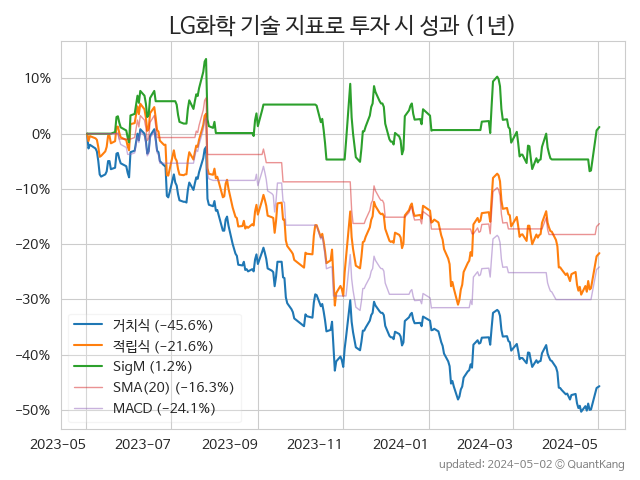 LG화학 기술 지표로 투자 시 성과 (1년)
10%
0%
−10%
−20%
−30%
−40%
−50%
거치식 (−45.6%)
적립식 (−21.6%)
SigM (1.2%)
SMA(20) (−16.3%)
MACD (−24.1%)
2023-05 2023-07 2023-09 2023-11 2024-01 2024-03 2024-05
updated: 2024-05-02 © QuantKang